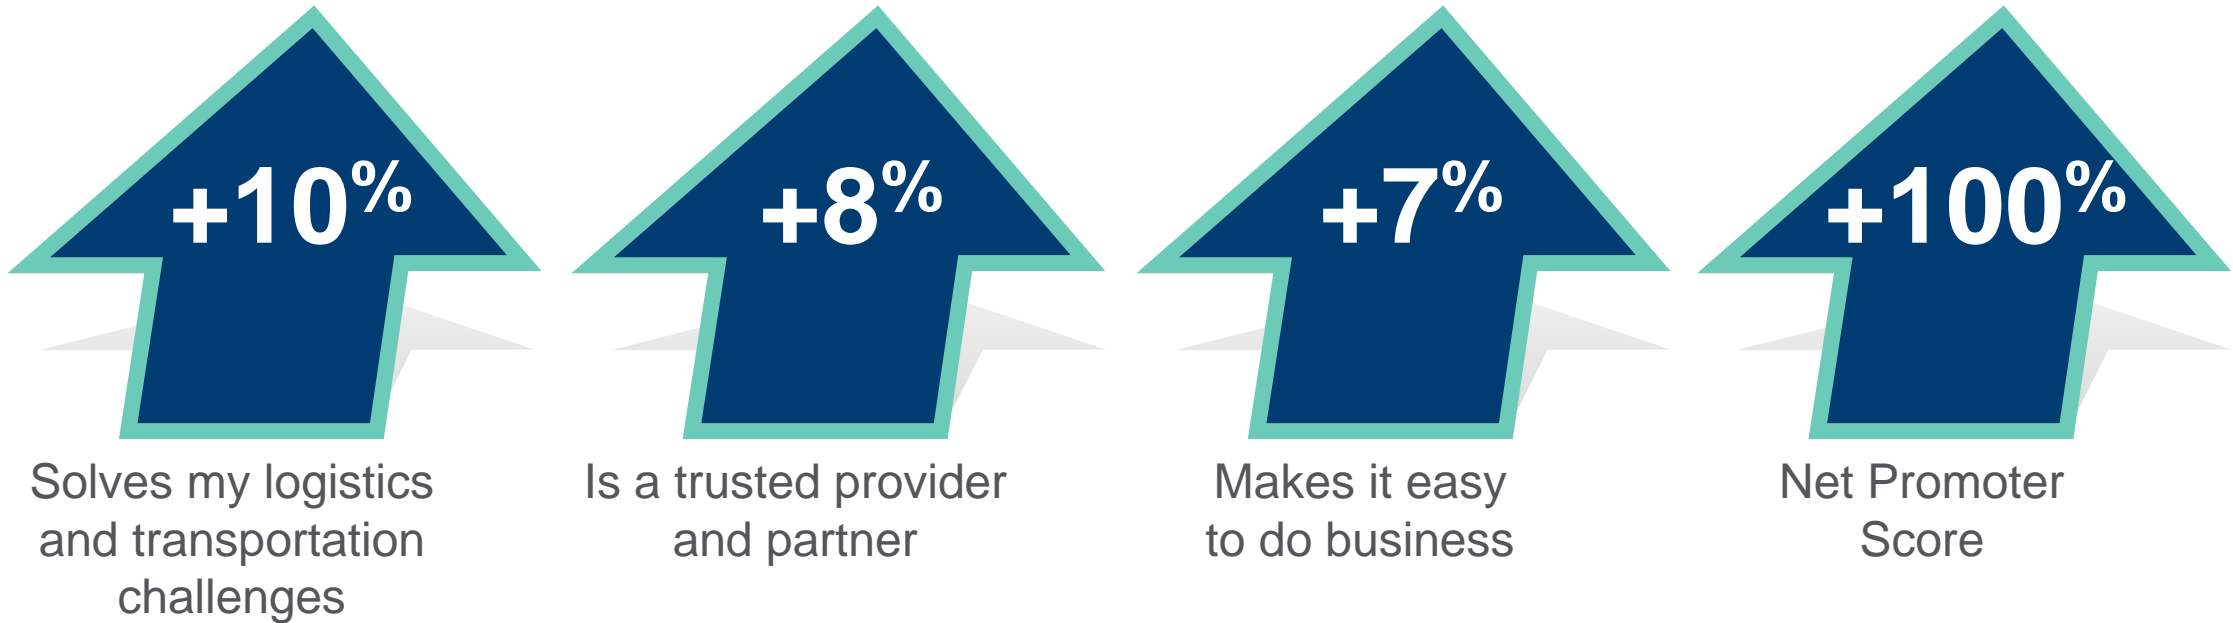 +10%
Solves my logistics
and transportation
challenges
+8%
Is a trusted provider
and partner
+7%
Makes it easy
to do business
+100%
Net Promoter
Score